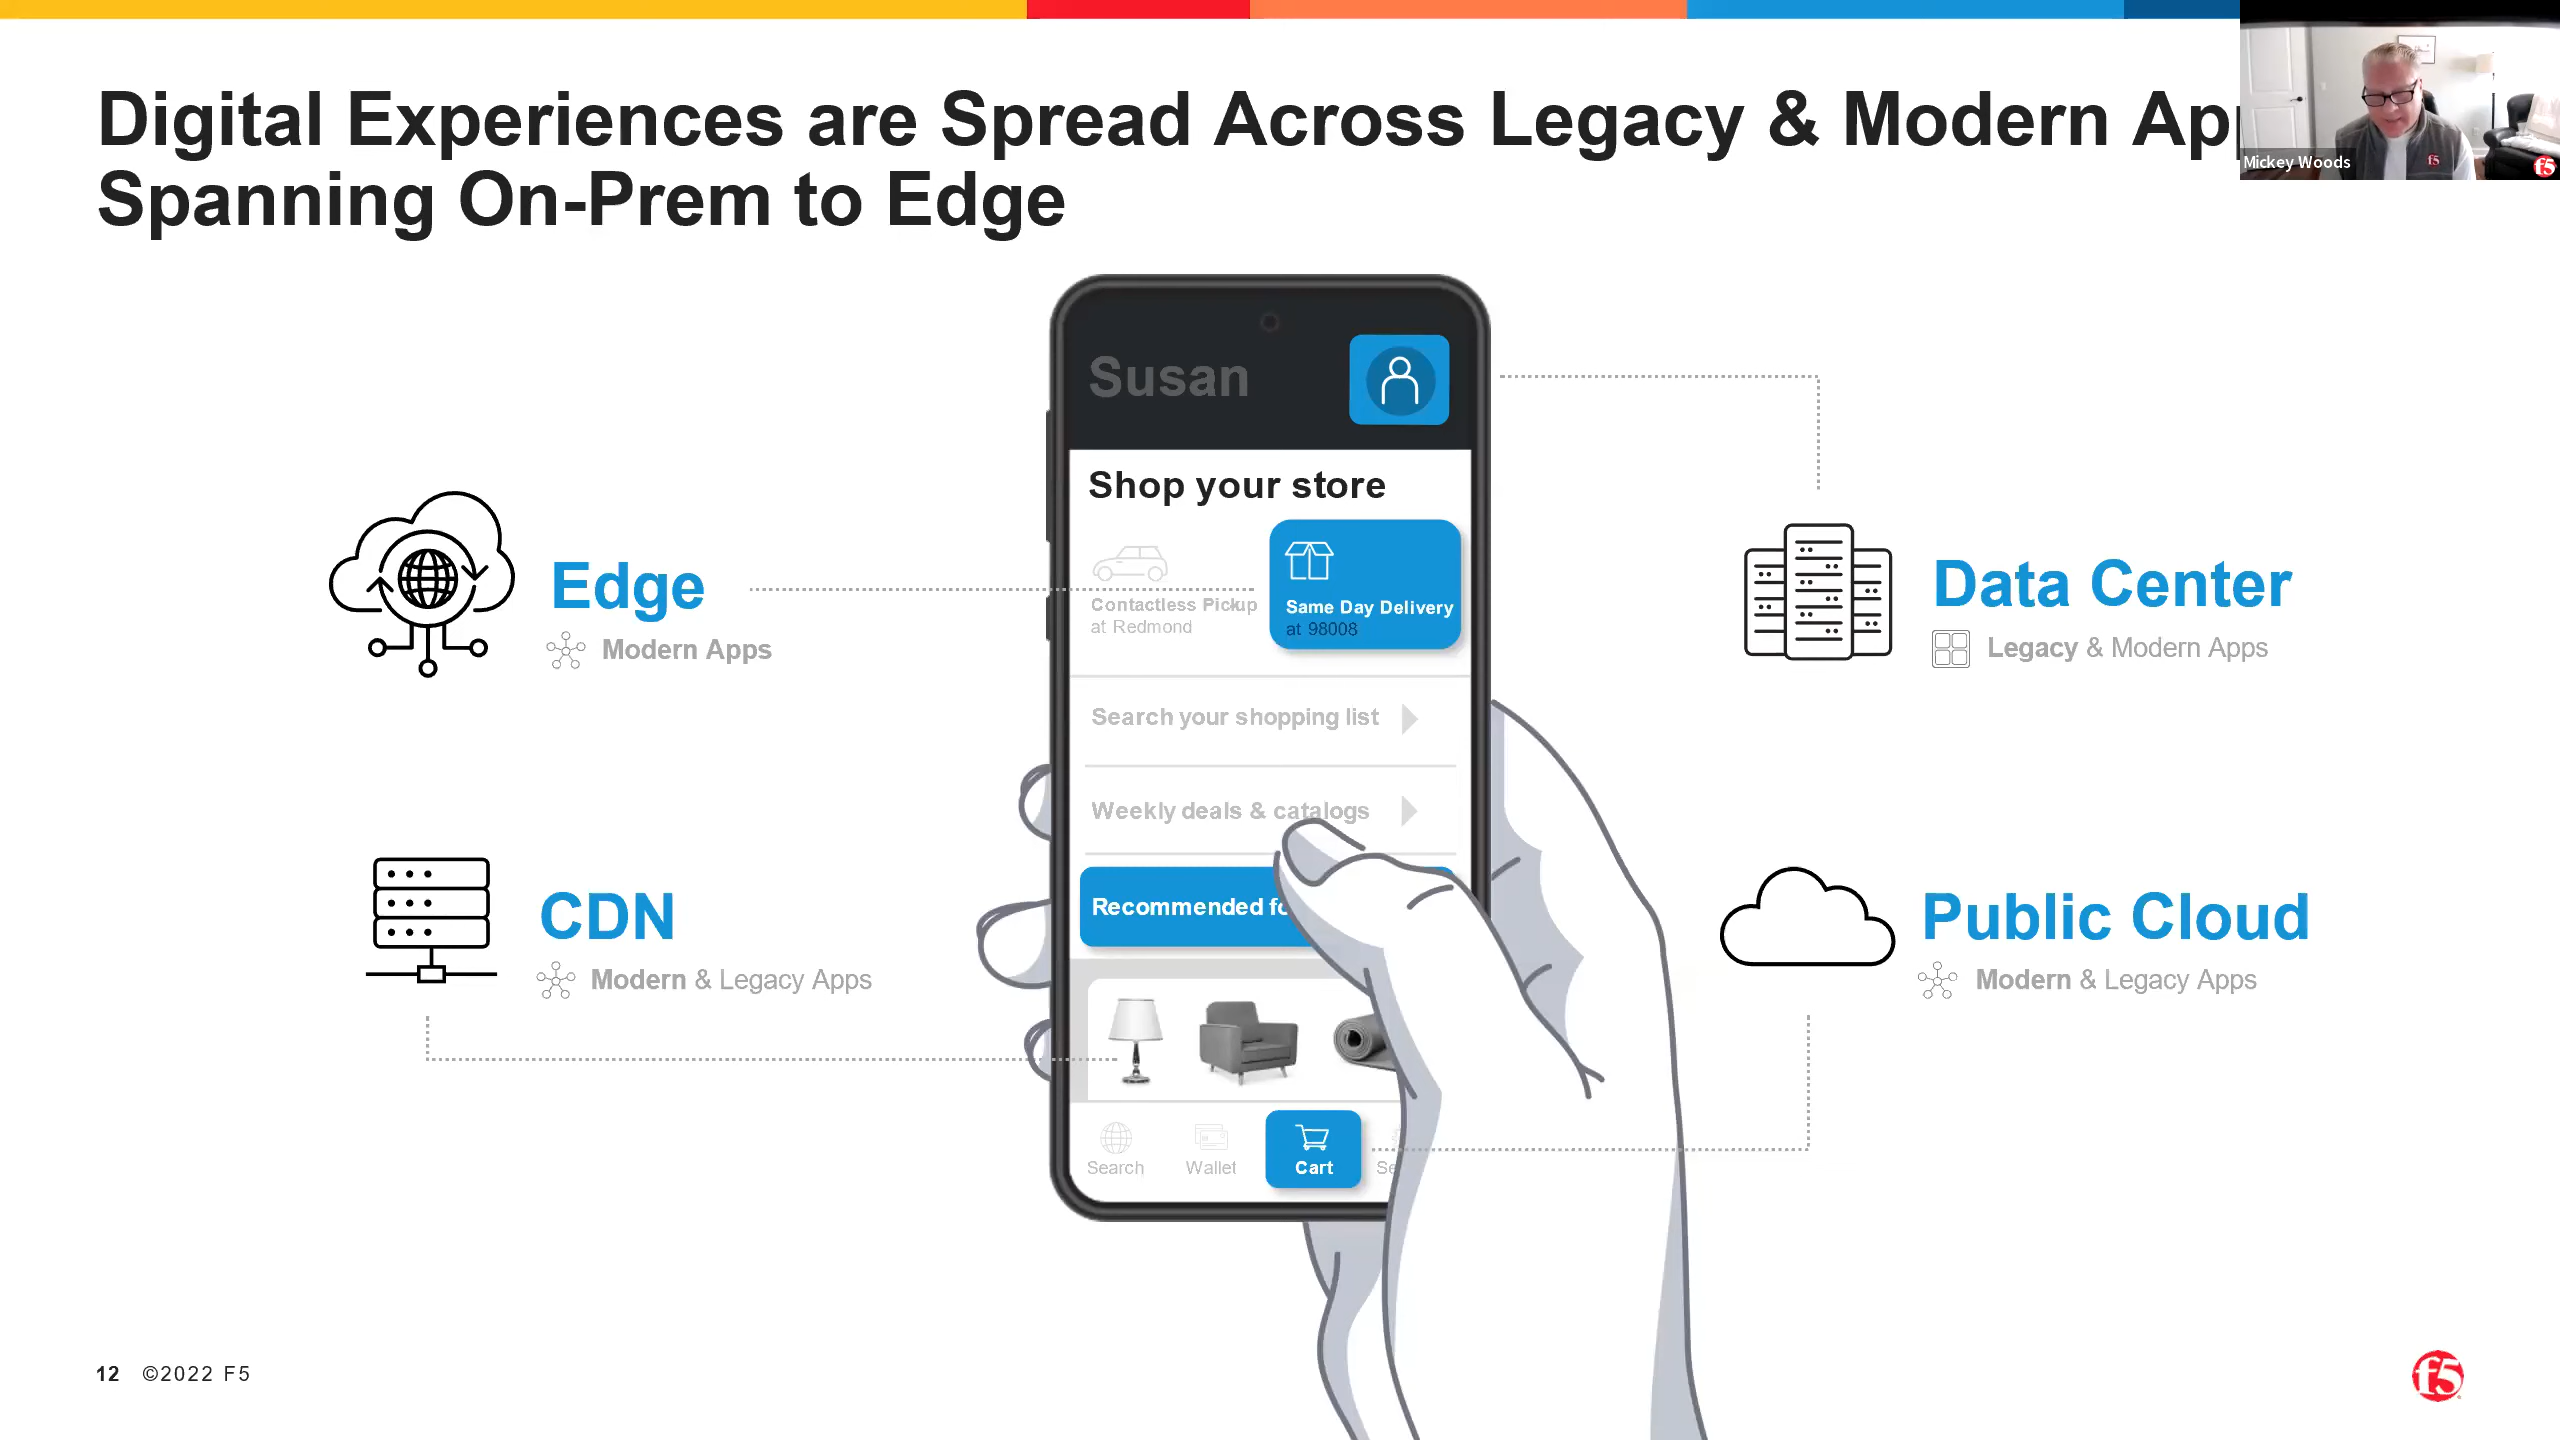 Digital Experiences are Spread Across Legacy & Modern
Spanning On-Prem to Edge
Mickey Woods
f5
f5
Susan
Shop your store
Contactless Pickup
at Redmond
Same Day Delivery
at 98008
Search your shopping list
Weekly deals & catalogs
Recommended
Search
Wallet
Cart
Edge
Modern Apps
CDN
Modern & Legacy Apps
Data Center
Legacy & Modern Apps
Public Cloud
Modern & Legacy Apps
12 ©2022 F5
f5